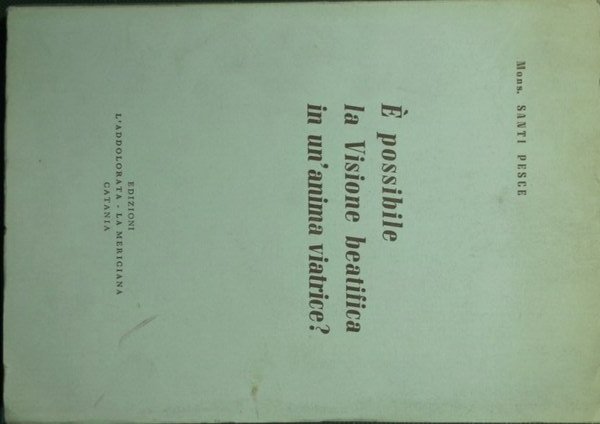 Mons. SANTI PESCE
È possibile
la Visione beatifica
in un'anima viatrice?
EDIZIONI
L'ADDOLORATA - LA MERICIANA
CATANIA